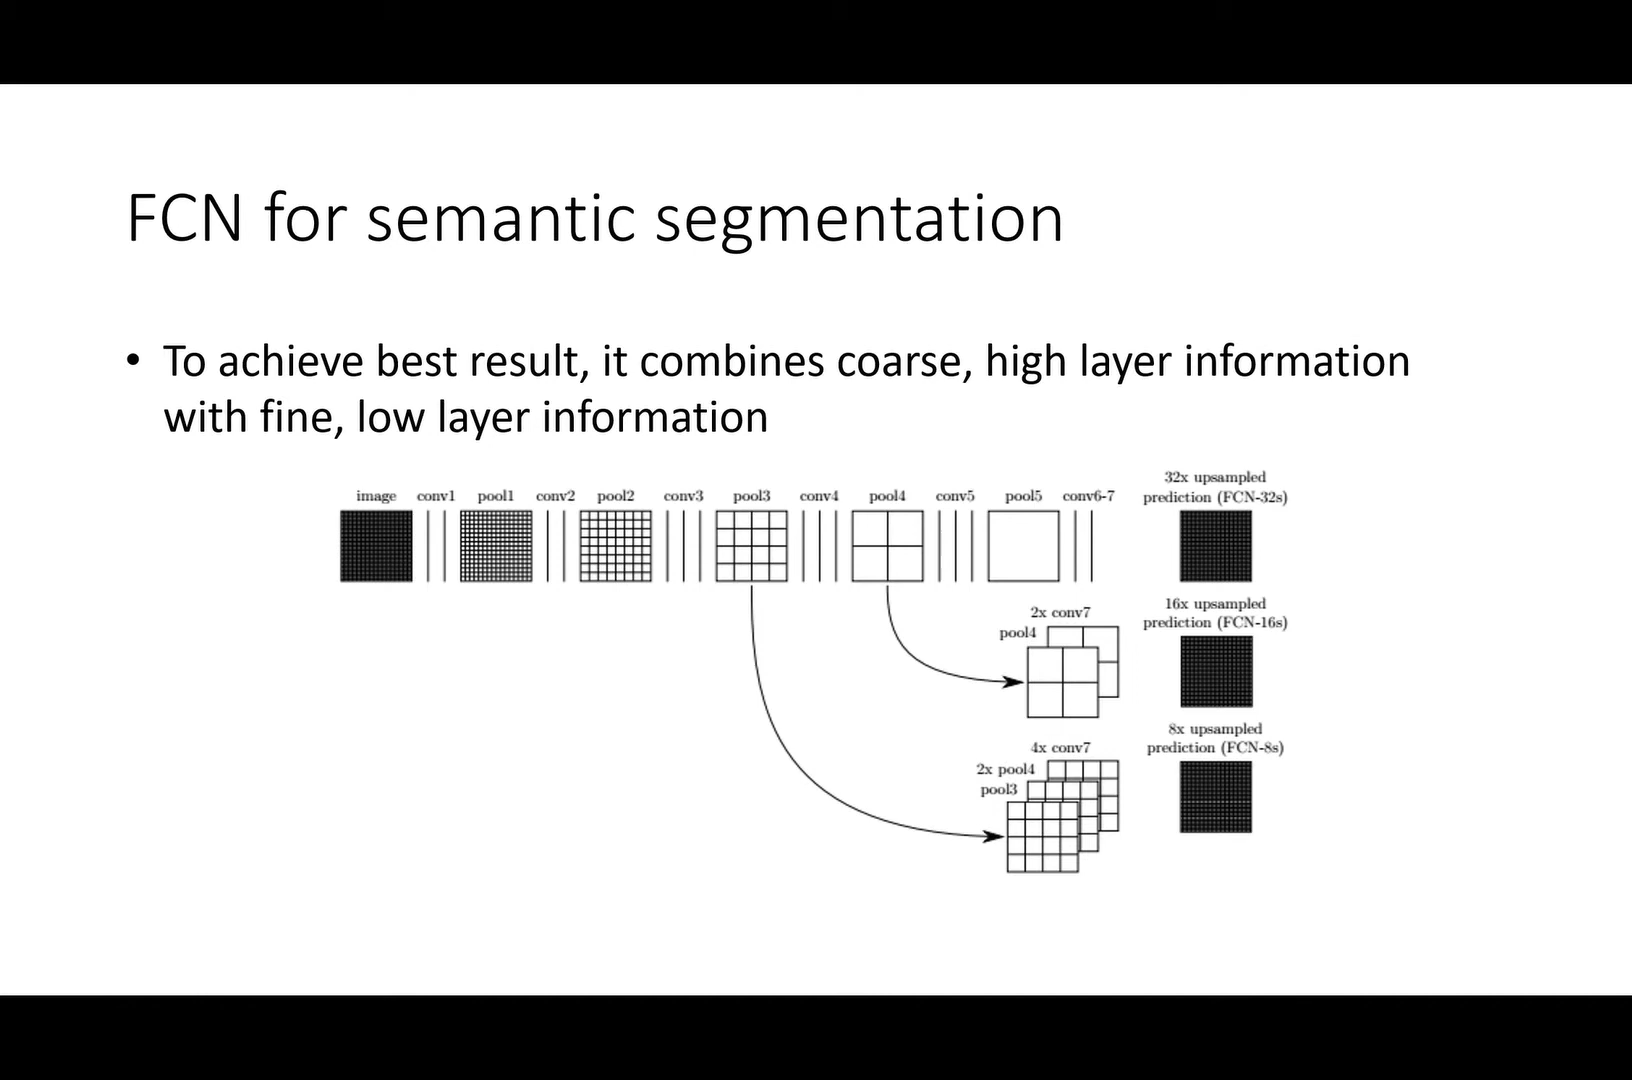 FCN for semantic segmentation
• To achieve best result, it combines coarse, high layer information
with fine, low layer information
image conv1 pool1 conv2 pool2 conv3 pool3 conv4 pool4 conv5 pool5 conv6-7
32x upsampled
prediction (FCN-32s)
2x conv7
pool4
16x upsampled
prediction (FCN-16s)
4x conv7
2x pool4
pool3
8x upsampled
prediction (FCN-8s)